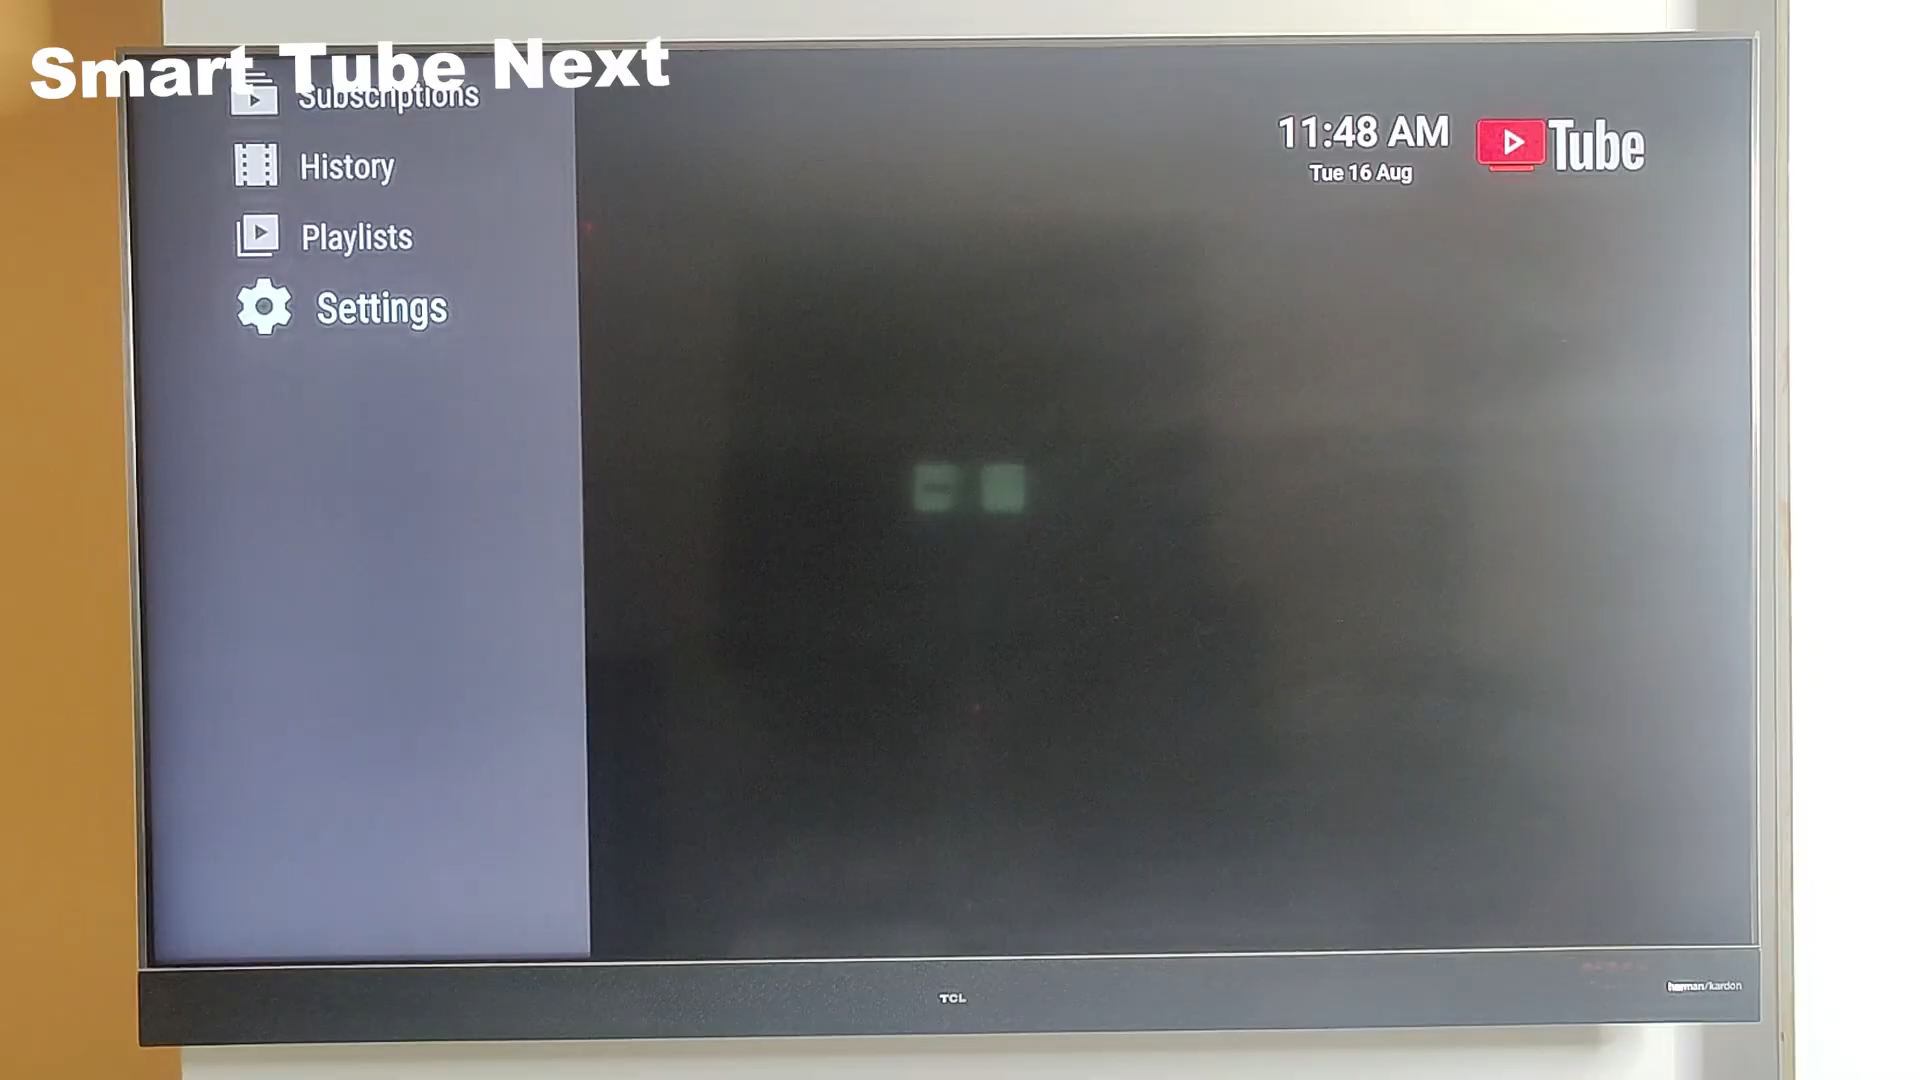 Smart Tube Next
Subscriptions
History
Playlists
Settings
11:48 AM
Tue 16 Aug
Tube
TCL
harman/kardon